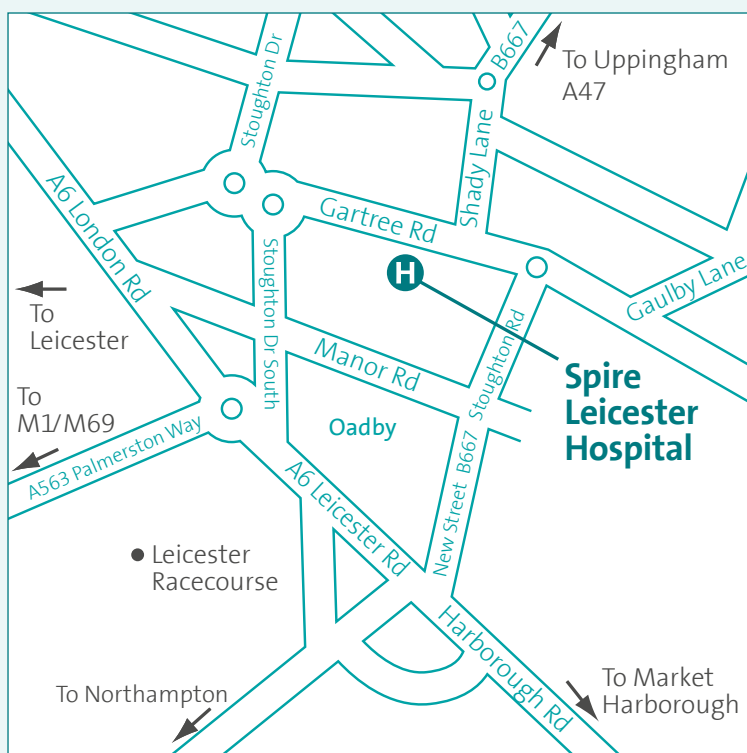 B667
To Uppingham
A47
Stoughton Dr
Shady Lane
A6 London Rd
Gartree Rd
Gaulby Lane
To
Leicester
Stoughton Dr South
H
Manor Rd
Stoughton Rd
Spire
Leicester
Hospital
To
M1/M69
A563 Palmerston Way
Oadby
New Street B667
A6 Leicester Rd
Leicester
Racecourse
Harborough Rd
To Northampton
To Market
Harborough